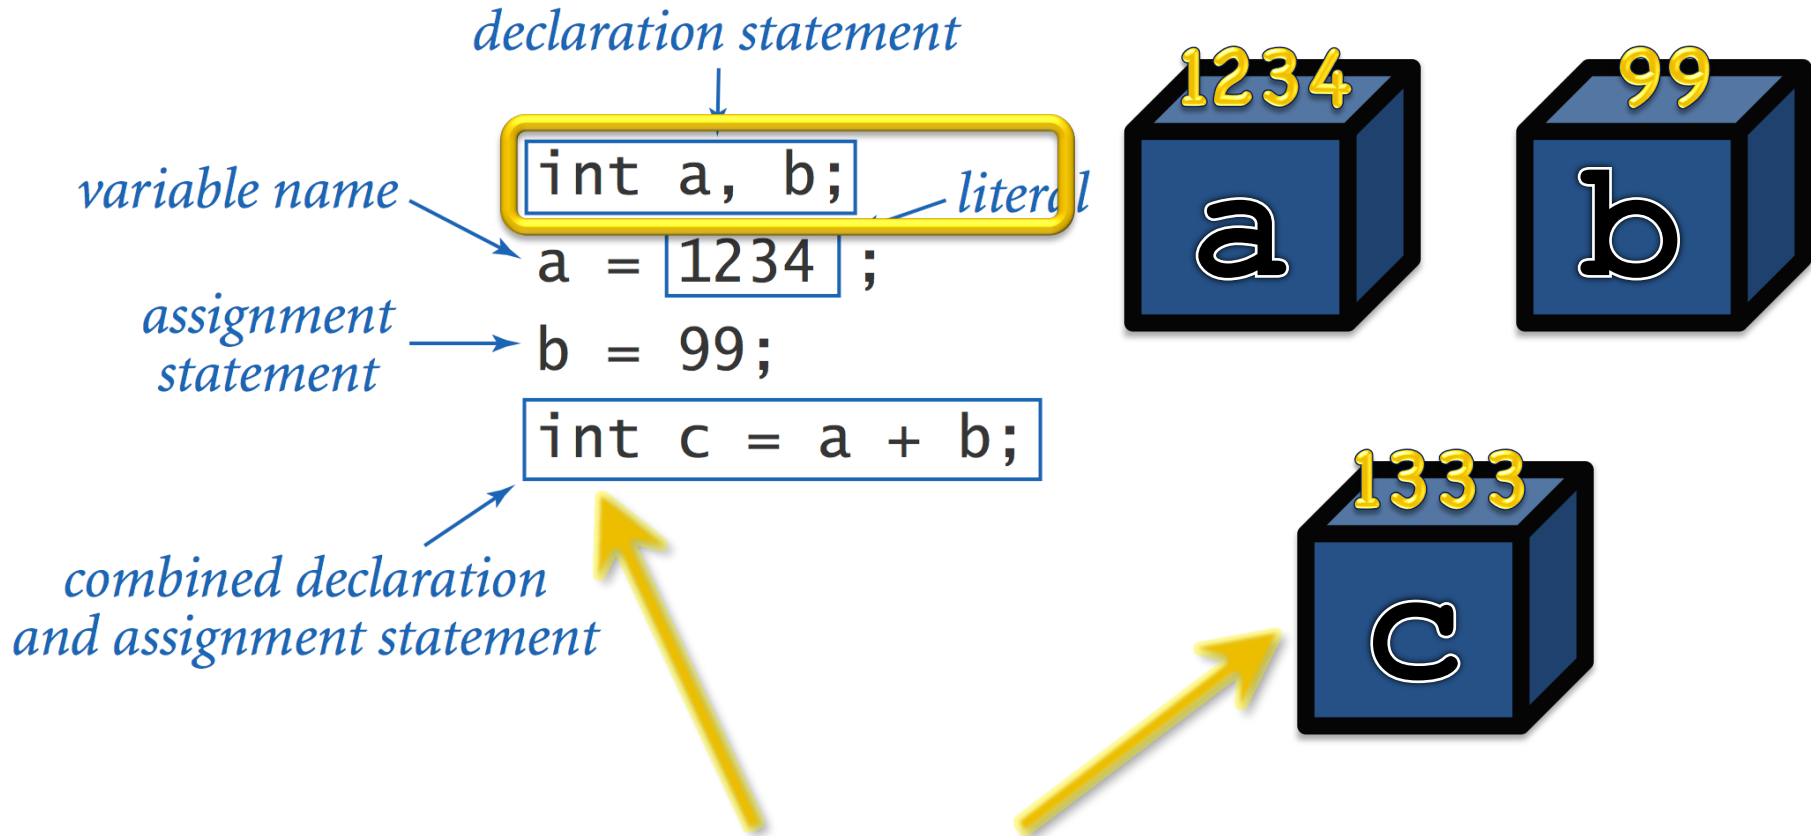 declaration statement
int a, b;
variable name
literal
a = 1234 ;
assignment
statement
b = 99;
int c = a + b;
combined declaration
and assignment statement
1234
a
99
b
1333
c